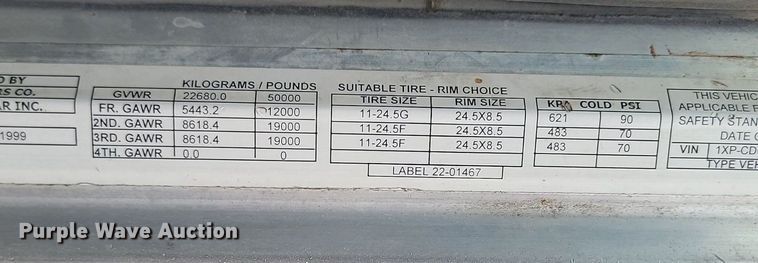 D BY
RS CO.
AR INC.
1999
KILOGRAMS / POUNDS
GVWR 22680.0 50000
FR. GAWR 5443.2 12000
2ND. GAWR 8618.4 19000
3RD. GAWR 8618.4 19000
4TH. GAWR 0.0 0
SUITABLE TIRE - RIM CHOICE
TIRE SIZE RIM SIZE
11-24.5G 24.5X8.5
11-24.5F 24.5X8.5
11-24.5F 24.5X8.5
LABEL 22-01467
KPA COLD PSI
621 90
483 70
483 70
THIS VEHIC
APPLICABLE F
SAFETY STAN
DATE O
VIN 1XP-CD
TYPE VEH
Purple Wave Auction